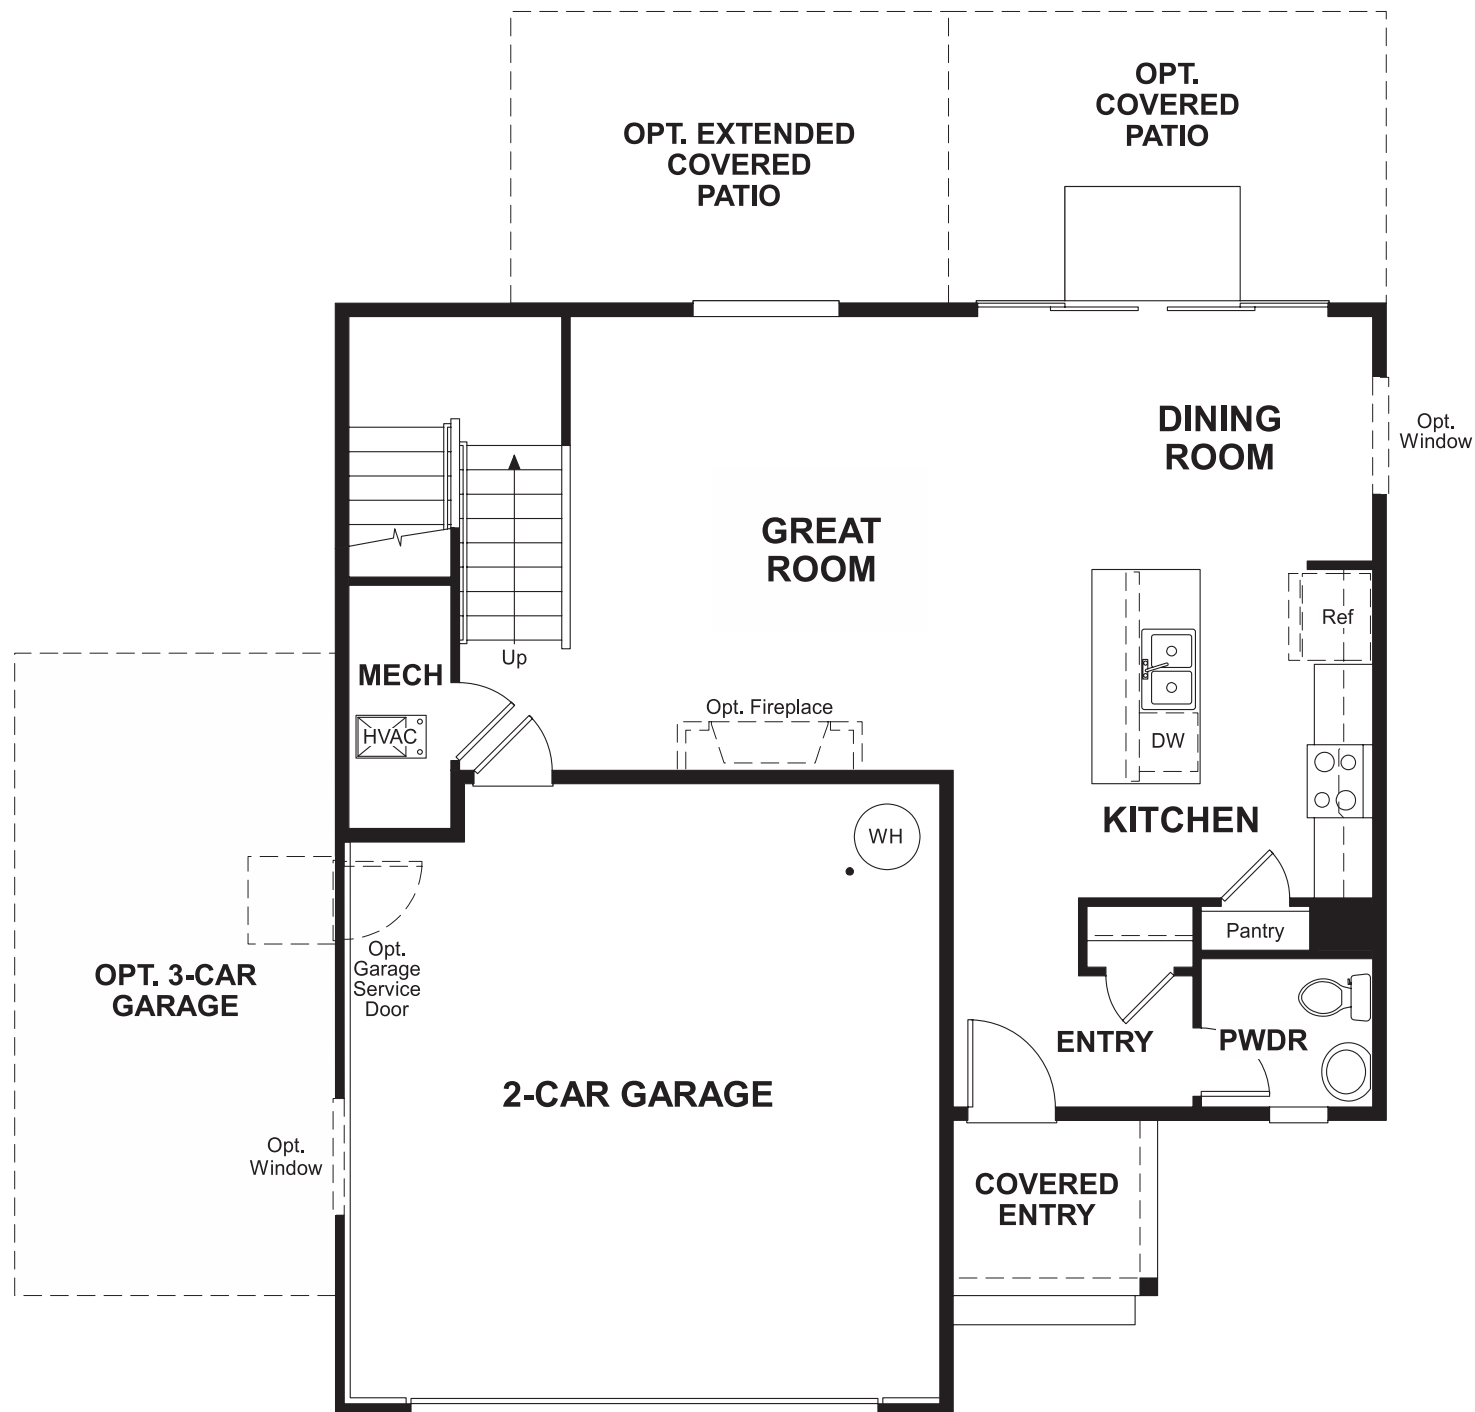 OPT.
COVERED
PATIO
OPT. EXTENDED
COVERED
PATIO
DINING
ROOM
Opt.
Window
GREAT
ROOM
Ref
Up
MECH
HVAC
Opt. Fireplace
DW
KITCHEN
WH
Pantry
Opt.
Garage
Service
Door
OPT. 3-CAR
GARAGE
ENTRY
PWDR
2-CAR GARAGE
Opt.
Window
COVERED
ENTRY